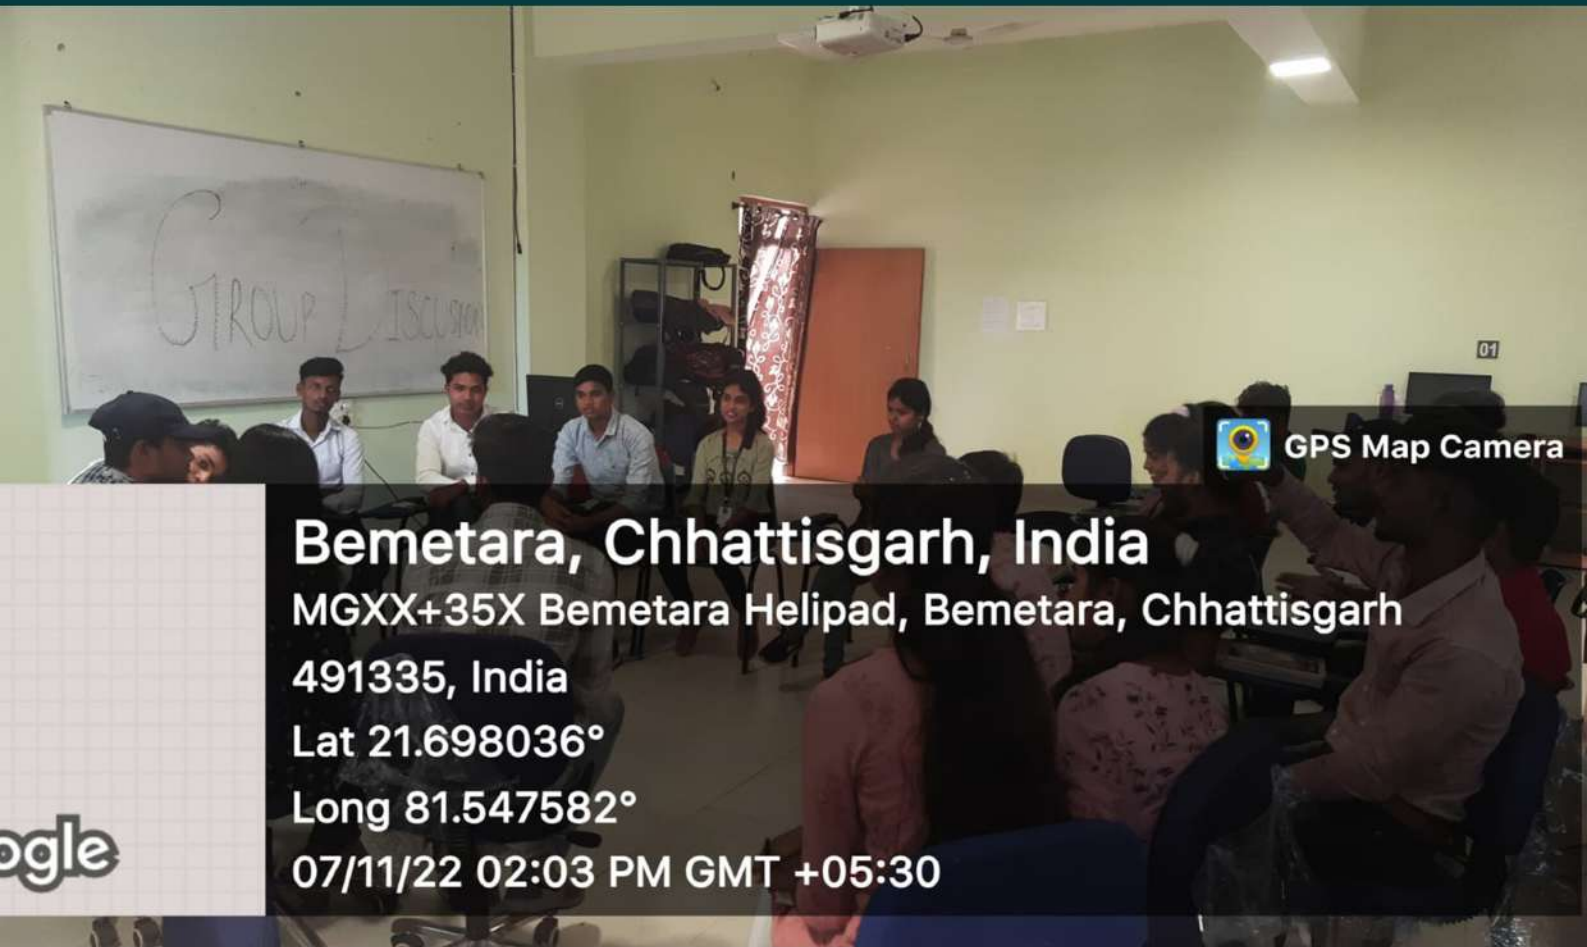 GROUP DISCUSSION
01
GPS Map Camera
Bemetara, Chhattisgarh, India
MGXX+35X Bemetara Helipad, Bemetara, Chhattisgarh
491335, India
Lat 21.698036°
Long 81.547582°
07/11/22 02:03 PM GMT +05:30
ogle